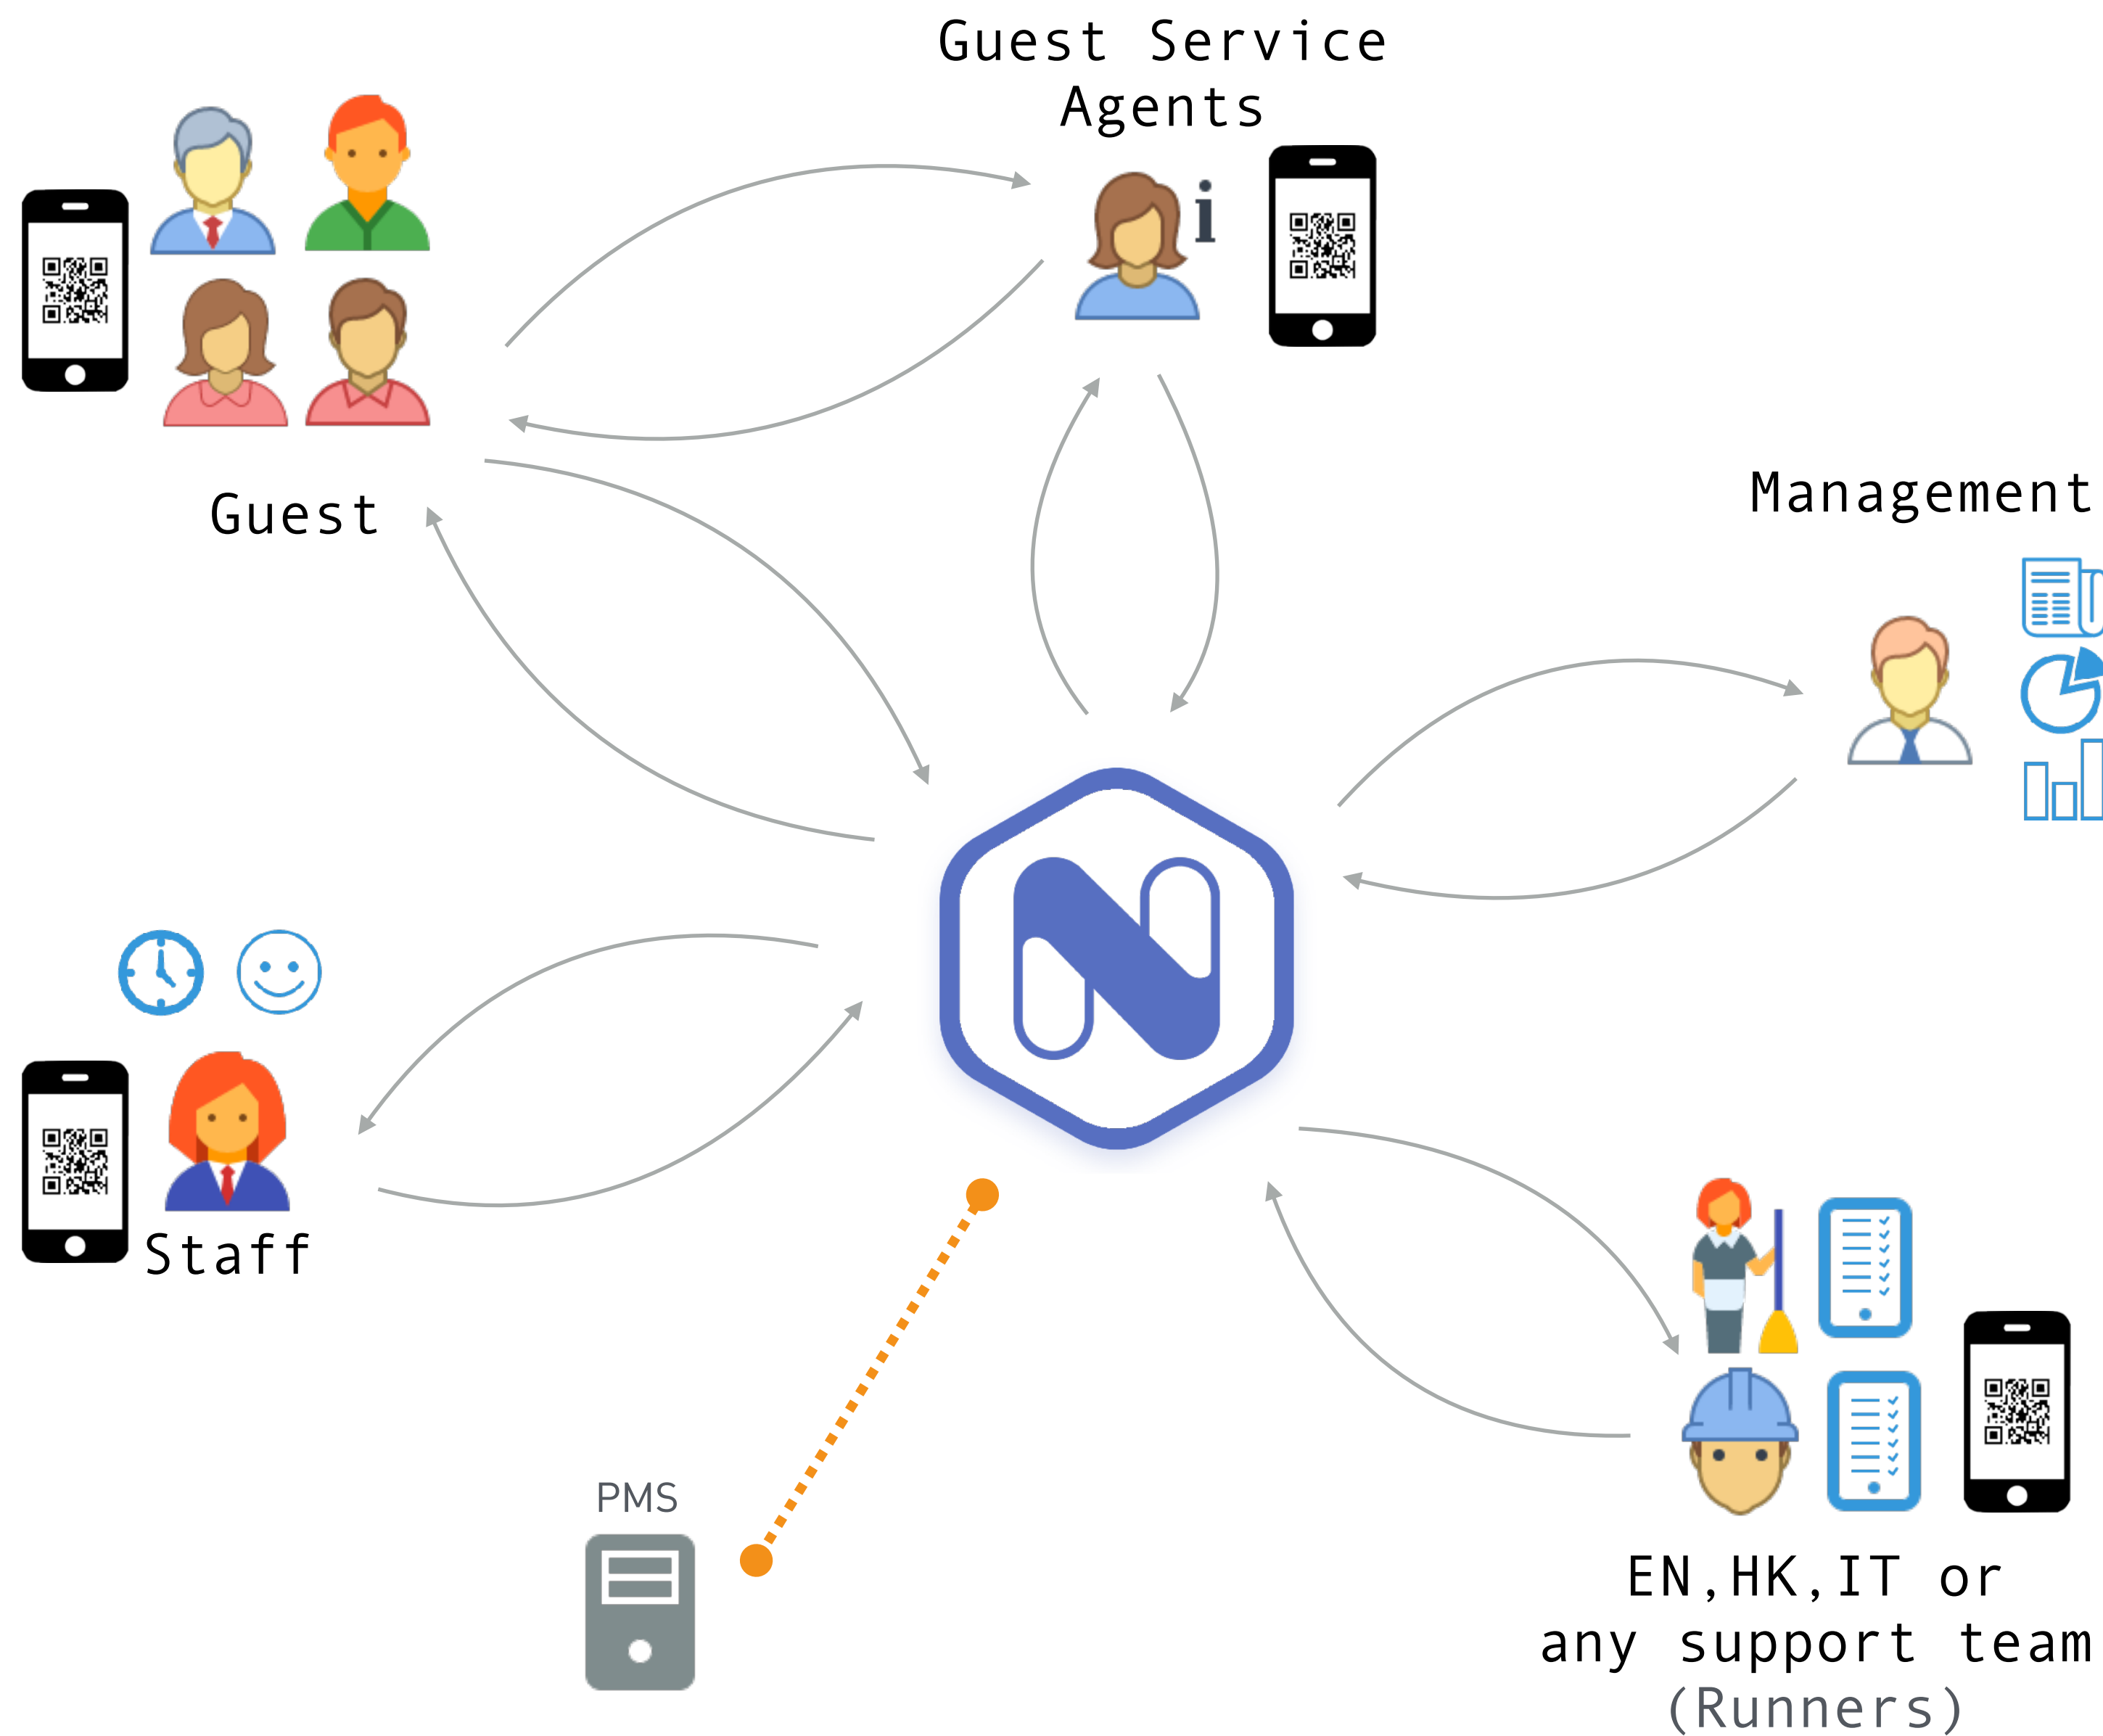 Guest Service
Agents
i
Guest
Management
N
Staff
PMS
EN,HK,IT or
any support team
(Runners)